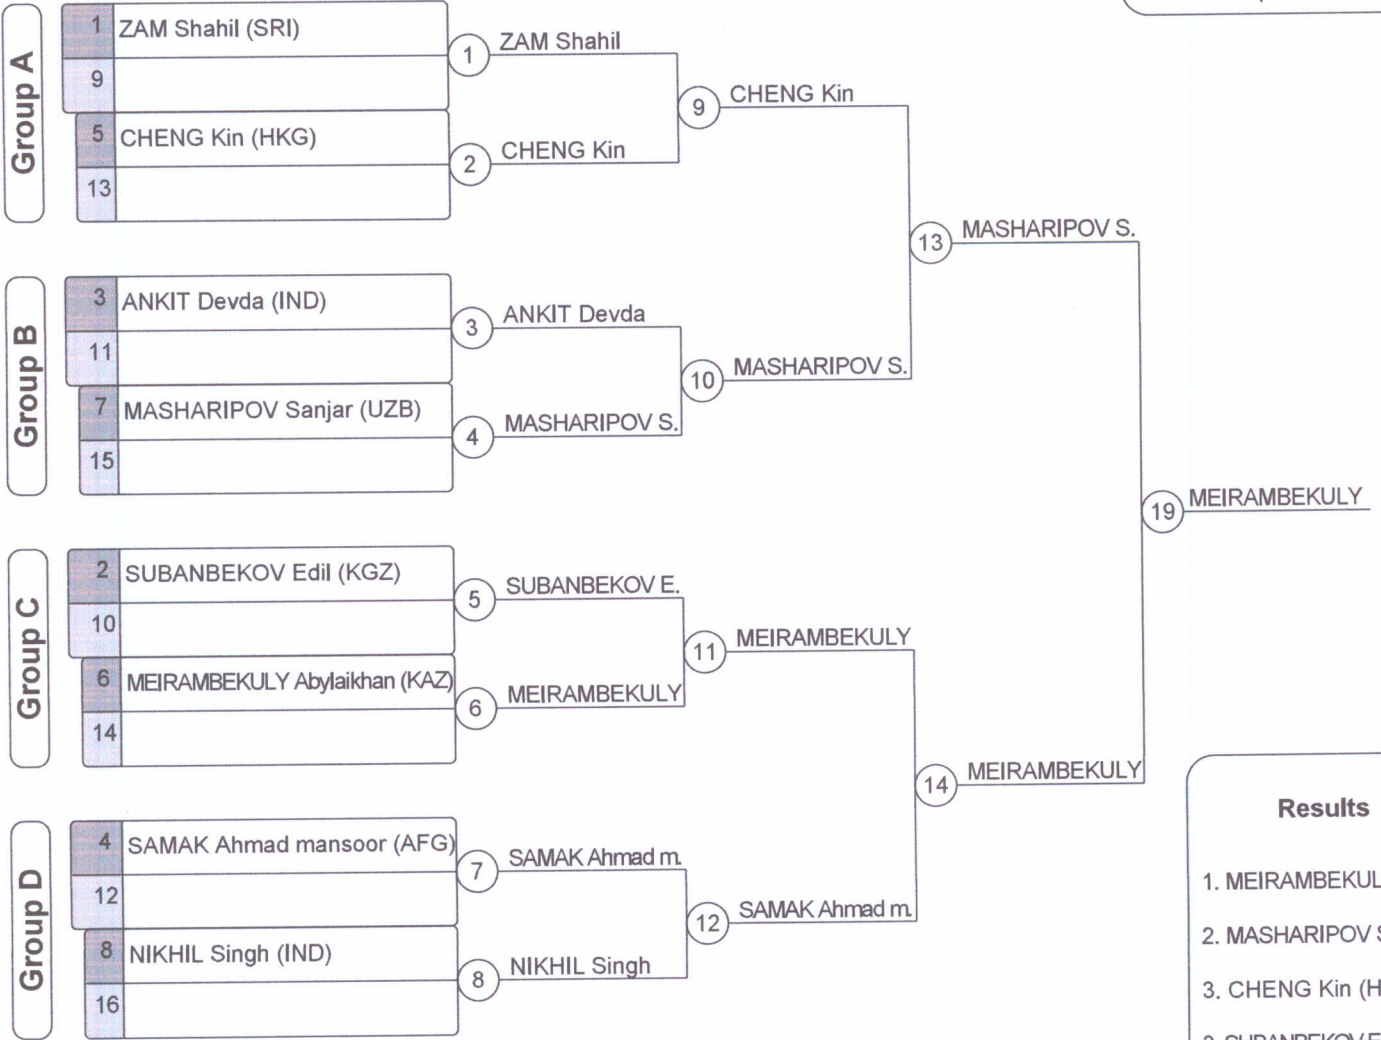 Group A
1 ZAM Shahil (SRI)
9
5 CHENG Kin (HKG)
13
1 ZAM Shahil
2 CHENG Kin
9 CHENG Kin
Group B
3 ANKIT Devda (IND)
11
7 MASHARIPOV Sanjar (UZB)
15
3 ANKIT Devda
4 MASHARIPOV S.
10 MASHARIPOV S.
13 MASHARIPOV S.
Group C
2 SUBANBEKOV Edil (KGZ)
10
6 MEIRAMBEKULY Abylaikhan (KAZ)
14
5 SUBANBEKOV E.
6 MEIRAMBEKULY
11 MEIRAMBEKULY
Group D
4 SAMAK Ahmad mansoor (AFG)
12
8 NIKHIL Singh (IND)
16
7 SAMAK Ahmad m.
8 NIKHIL Singh
12 SAMAK Ahmad m.
14 MEIRAMBEKULY
19 MEIRAMBEKULY
Results
1. MEIRAMBEKUL
2. MASHARIPOV S
3. CHENG Kin (H
3. SUBANBEKOV E